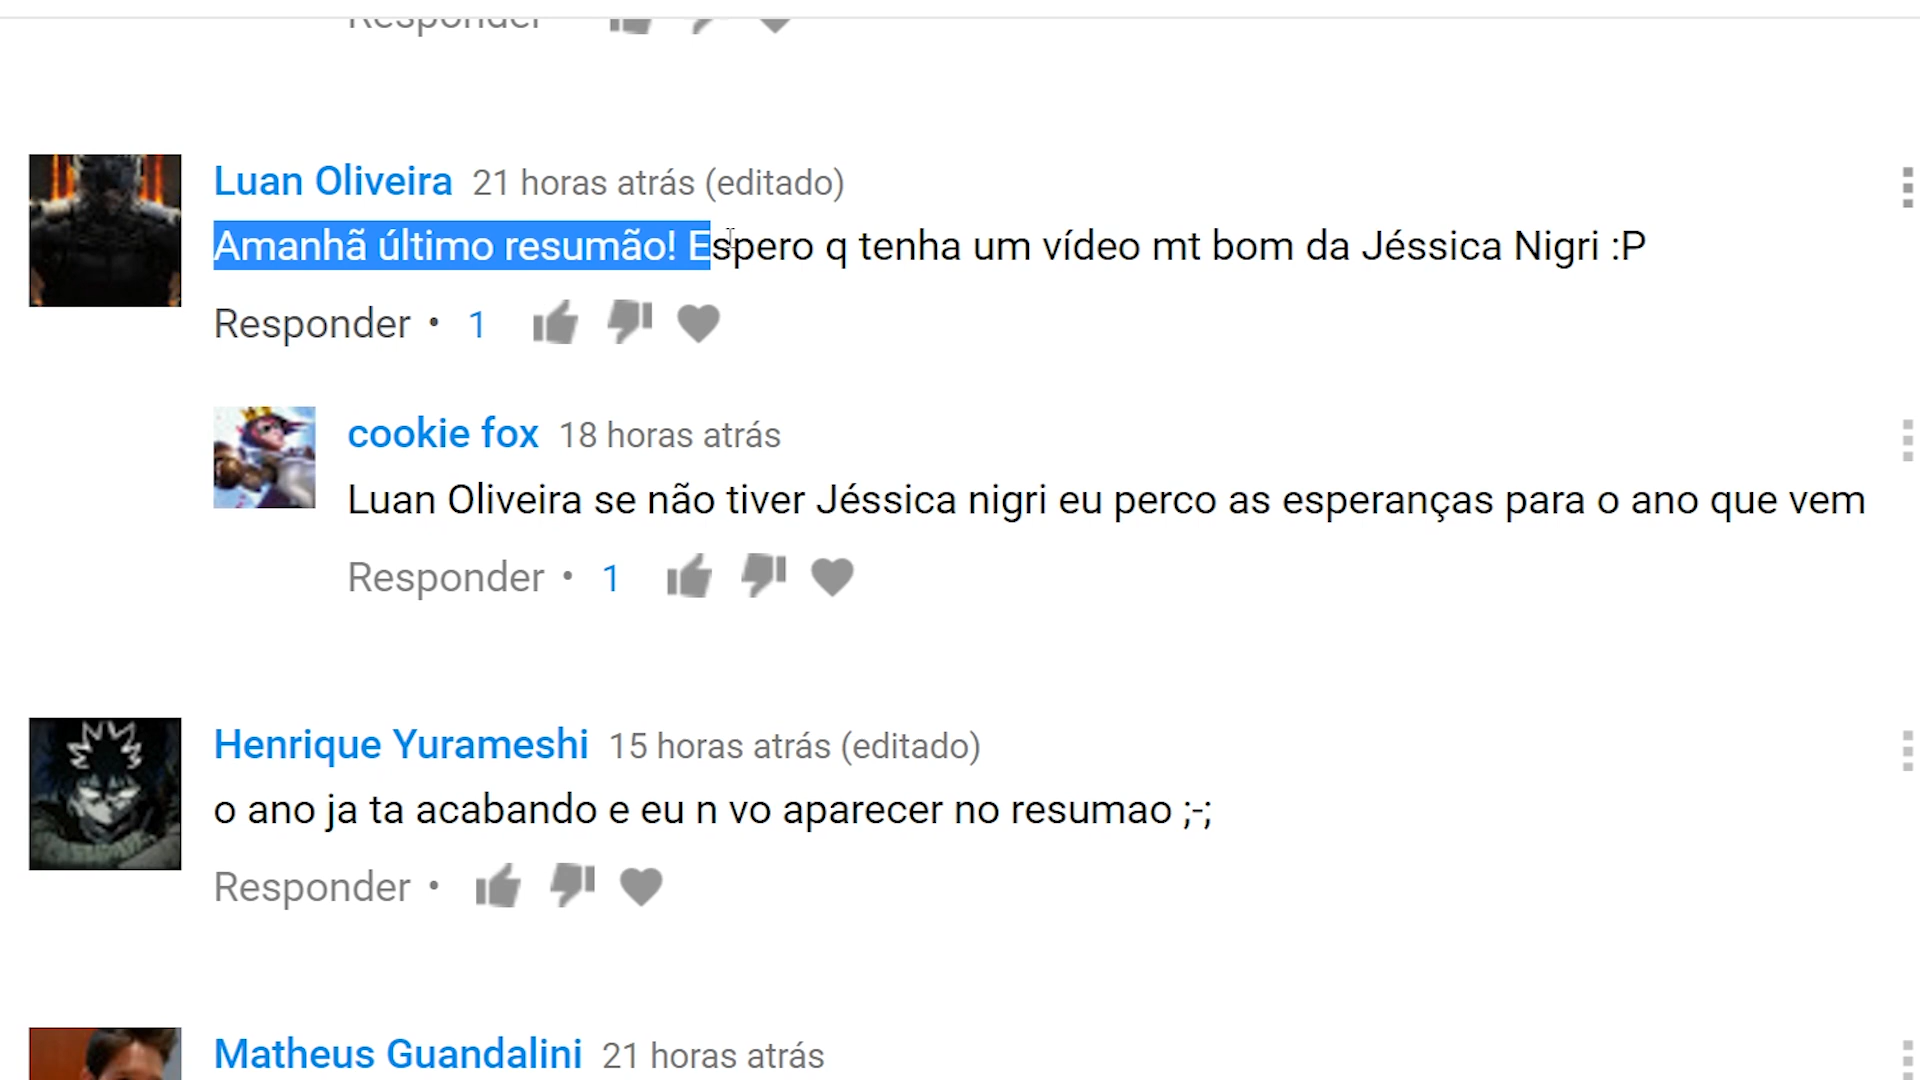 Responder
Luan Oliveira 21 horas atrás (editado)
Amanhã último resumão! Espero q tenha um vídeo mt bom da Jéssica Nigri :P
Responder • 1
cookie fox 18 horas atrás
Luan Oliveira se não tiver Jéssica nigri eu perco as esperanças para o ano que vem
Responder • 1
Henrique Yurameshi 15 horas atrás (editado)
o ano ja ta acabando e eu n vo aparecer no resumao ;-;
Responder •
Matheus Guandalini 21 horas atrás